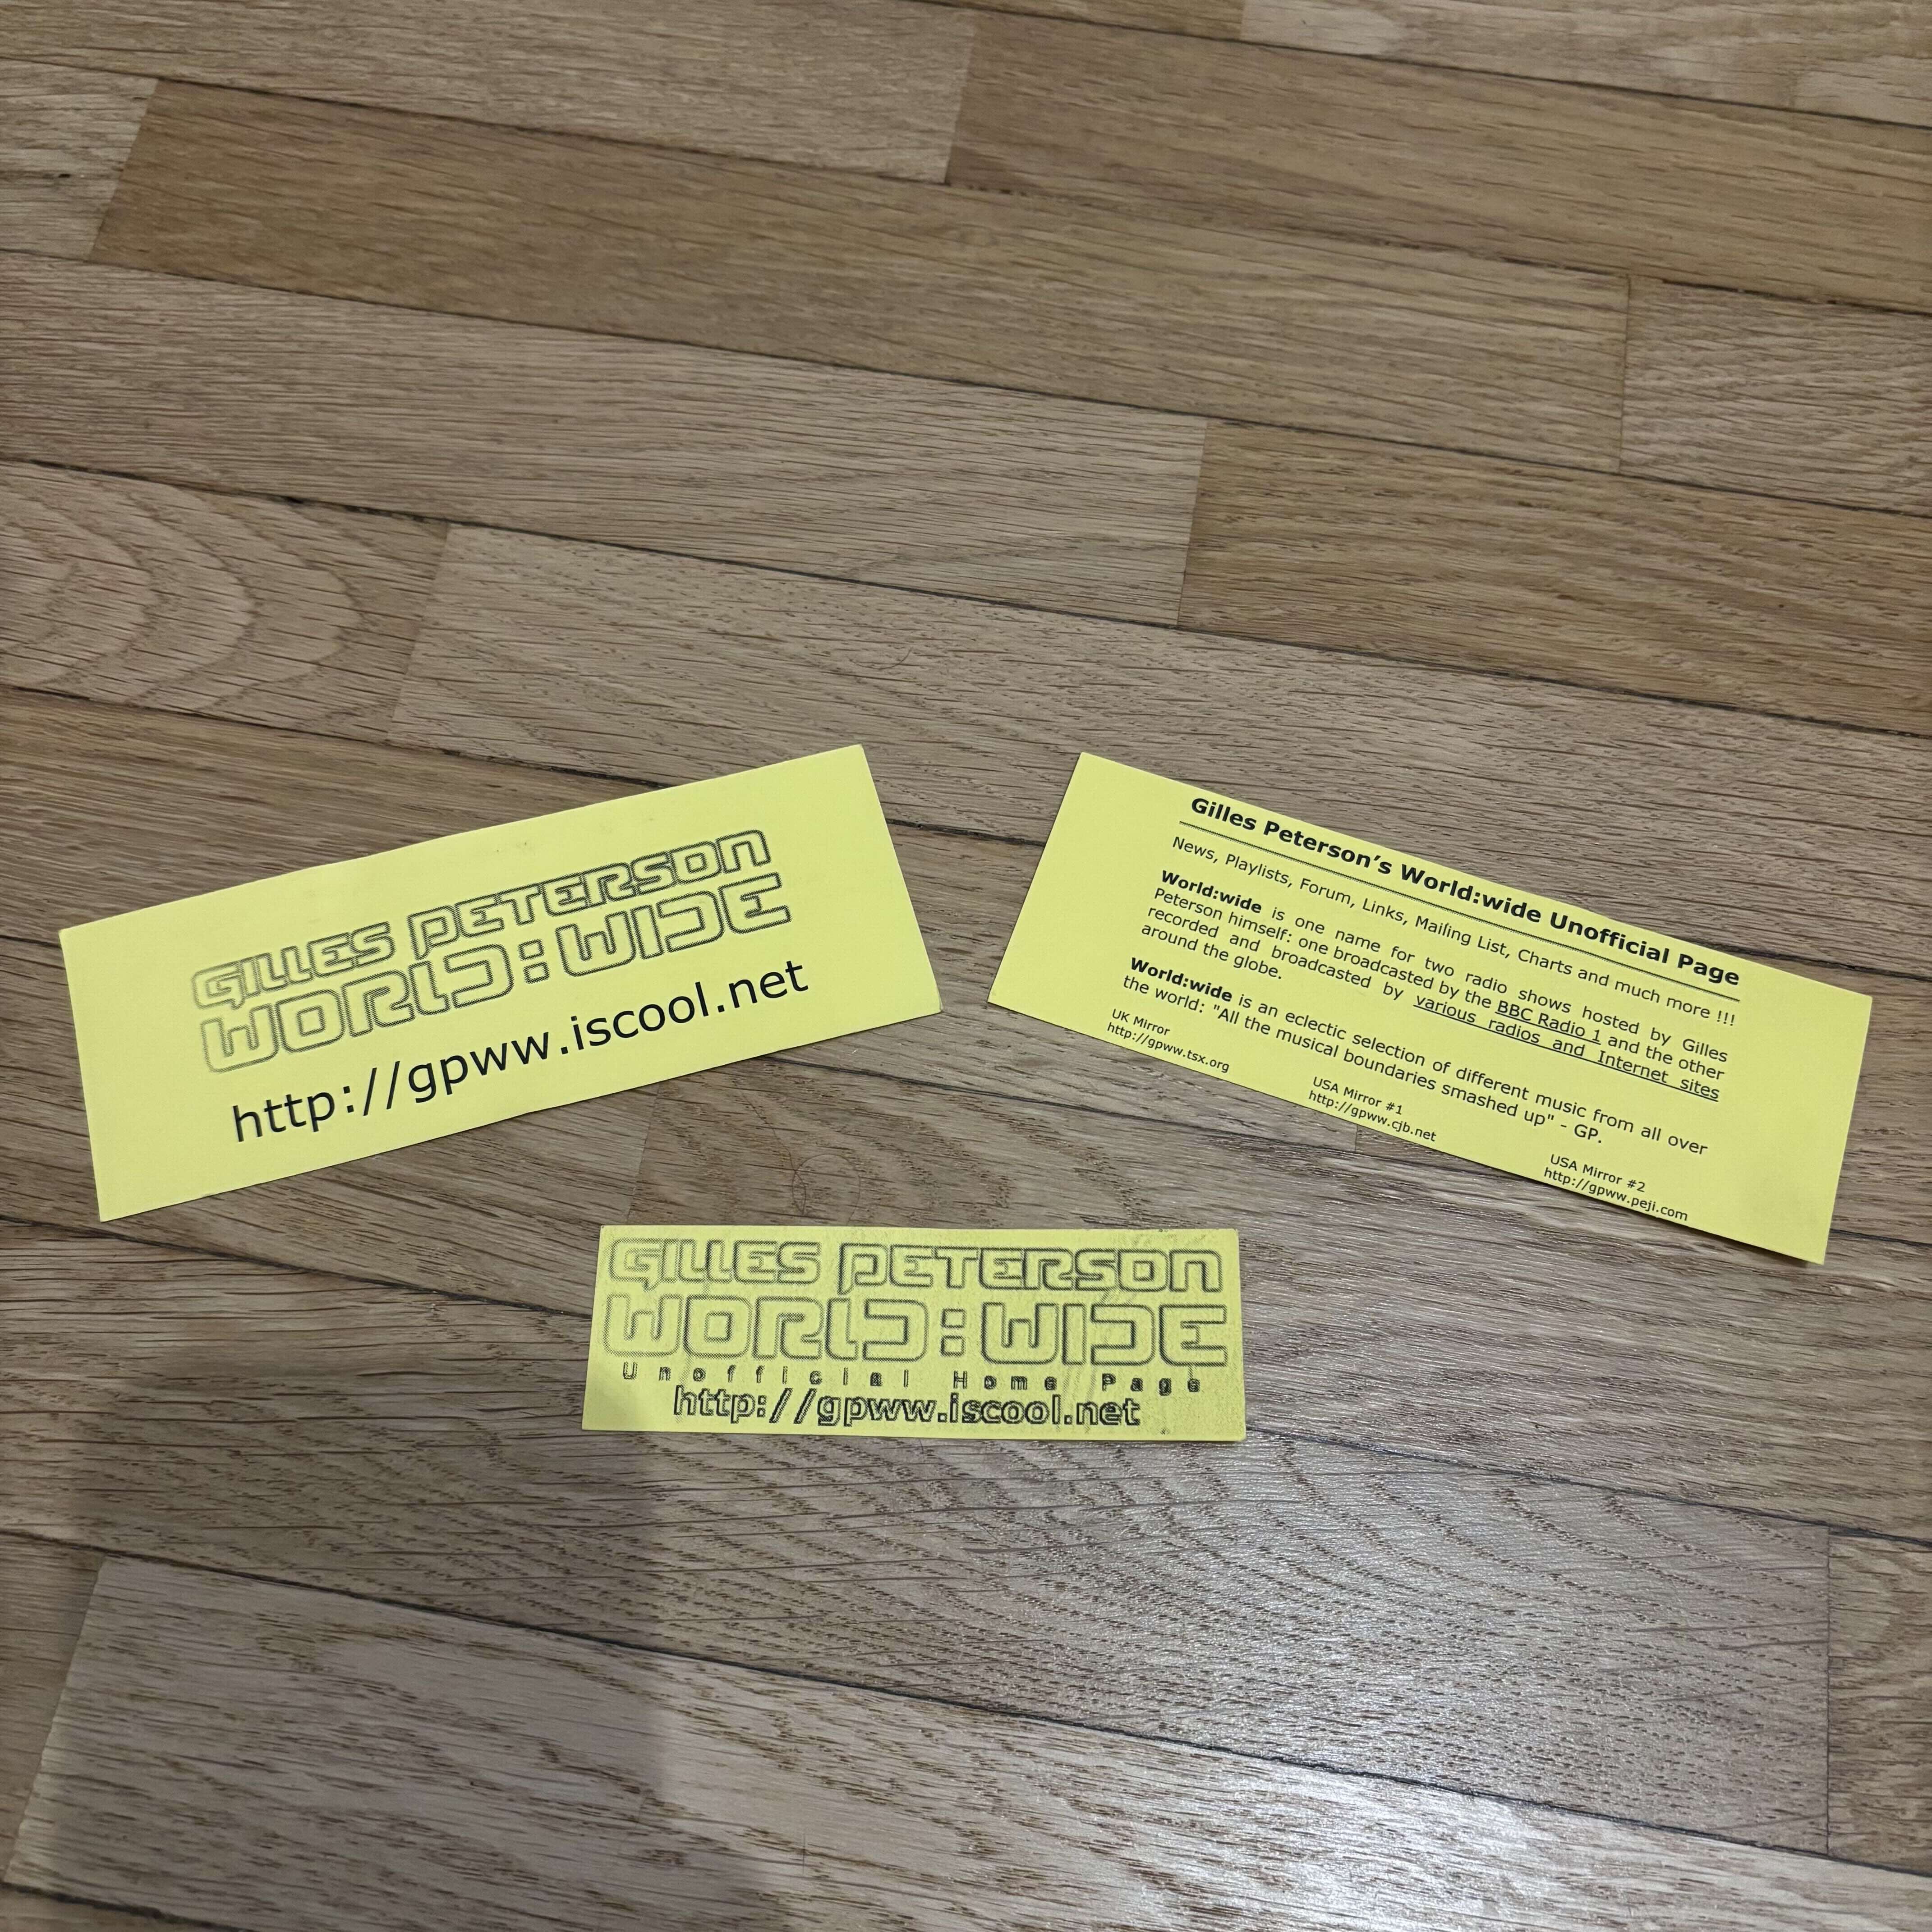 GILLES PETERSON
WORLD:WIDE
http://gpww.iscool.net
Gilles Peterson's World:wide Unofficial Page
News, Playlists, Forum, Links, Mailing List, Charts and much more !!!
World:wide is one name for two radio shows hosted by Gilles
Peterson himself: one broadcasted by the BBC Radio 1 and the other
recorded and broadcasted by various radios and Internet sites
around the globe.
World:wide is an eclectic selection of different music from all over
the world: "All the musical boundaries smashed up" - GP.
UK Mirror
http://gpww.tsx.org
USA Mirror #1
http://gpww.cjb.net
USA Mirror #2
http://gpww.peji.com
GILLES PETERSON
WORLD:WIDE
Unofficial Home Page
http://gpww.iscool.net